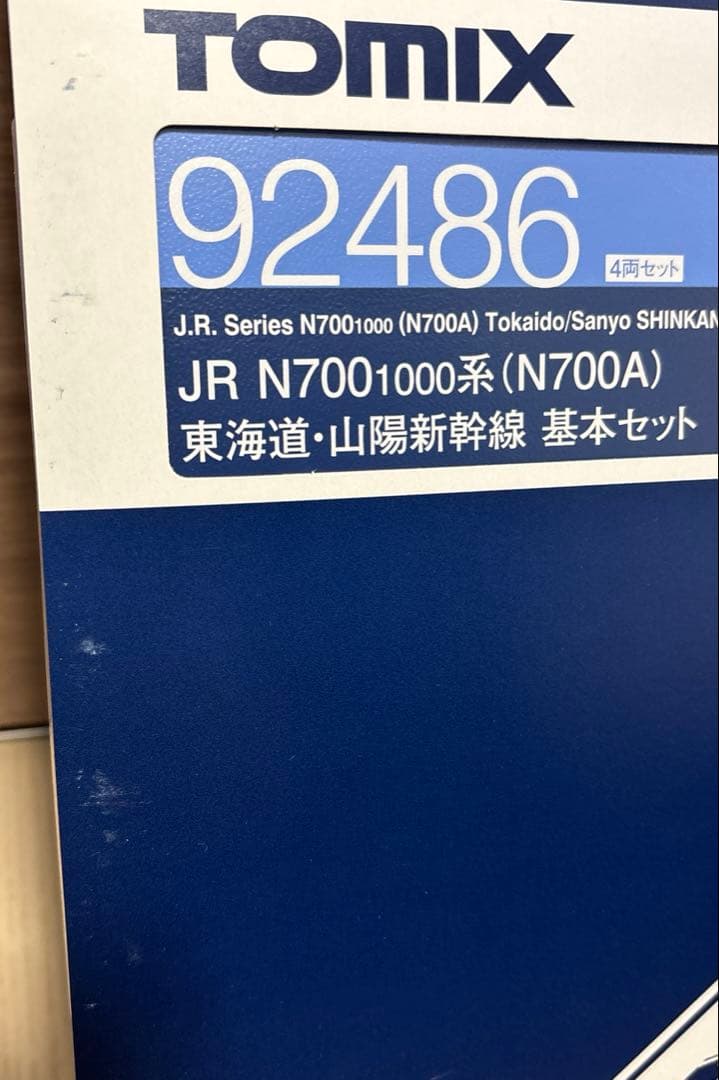 TOMIX
92486
4両セット
J.R. Series N7001000 (N700A) Tokaido/Sanyo
JR N7001000系(N700A)
東海道・山陽新幹線 基本セット